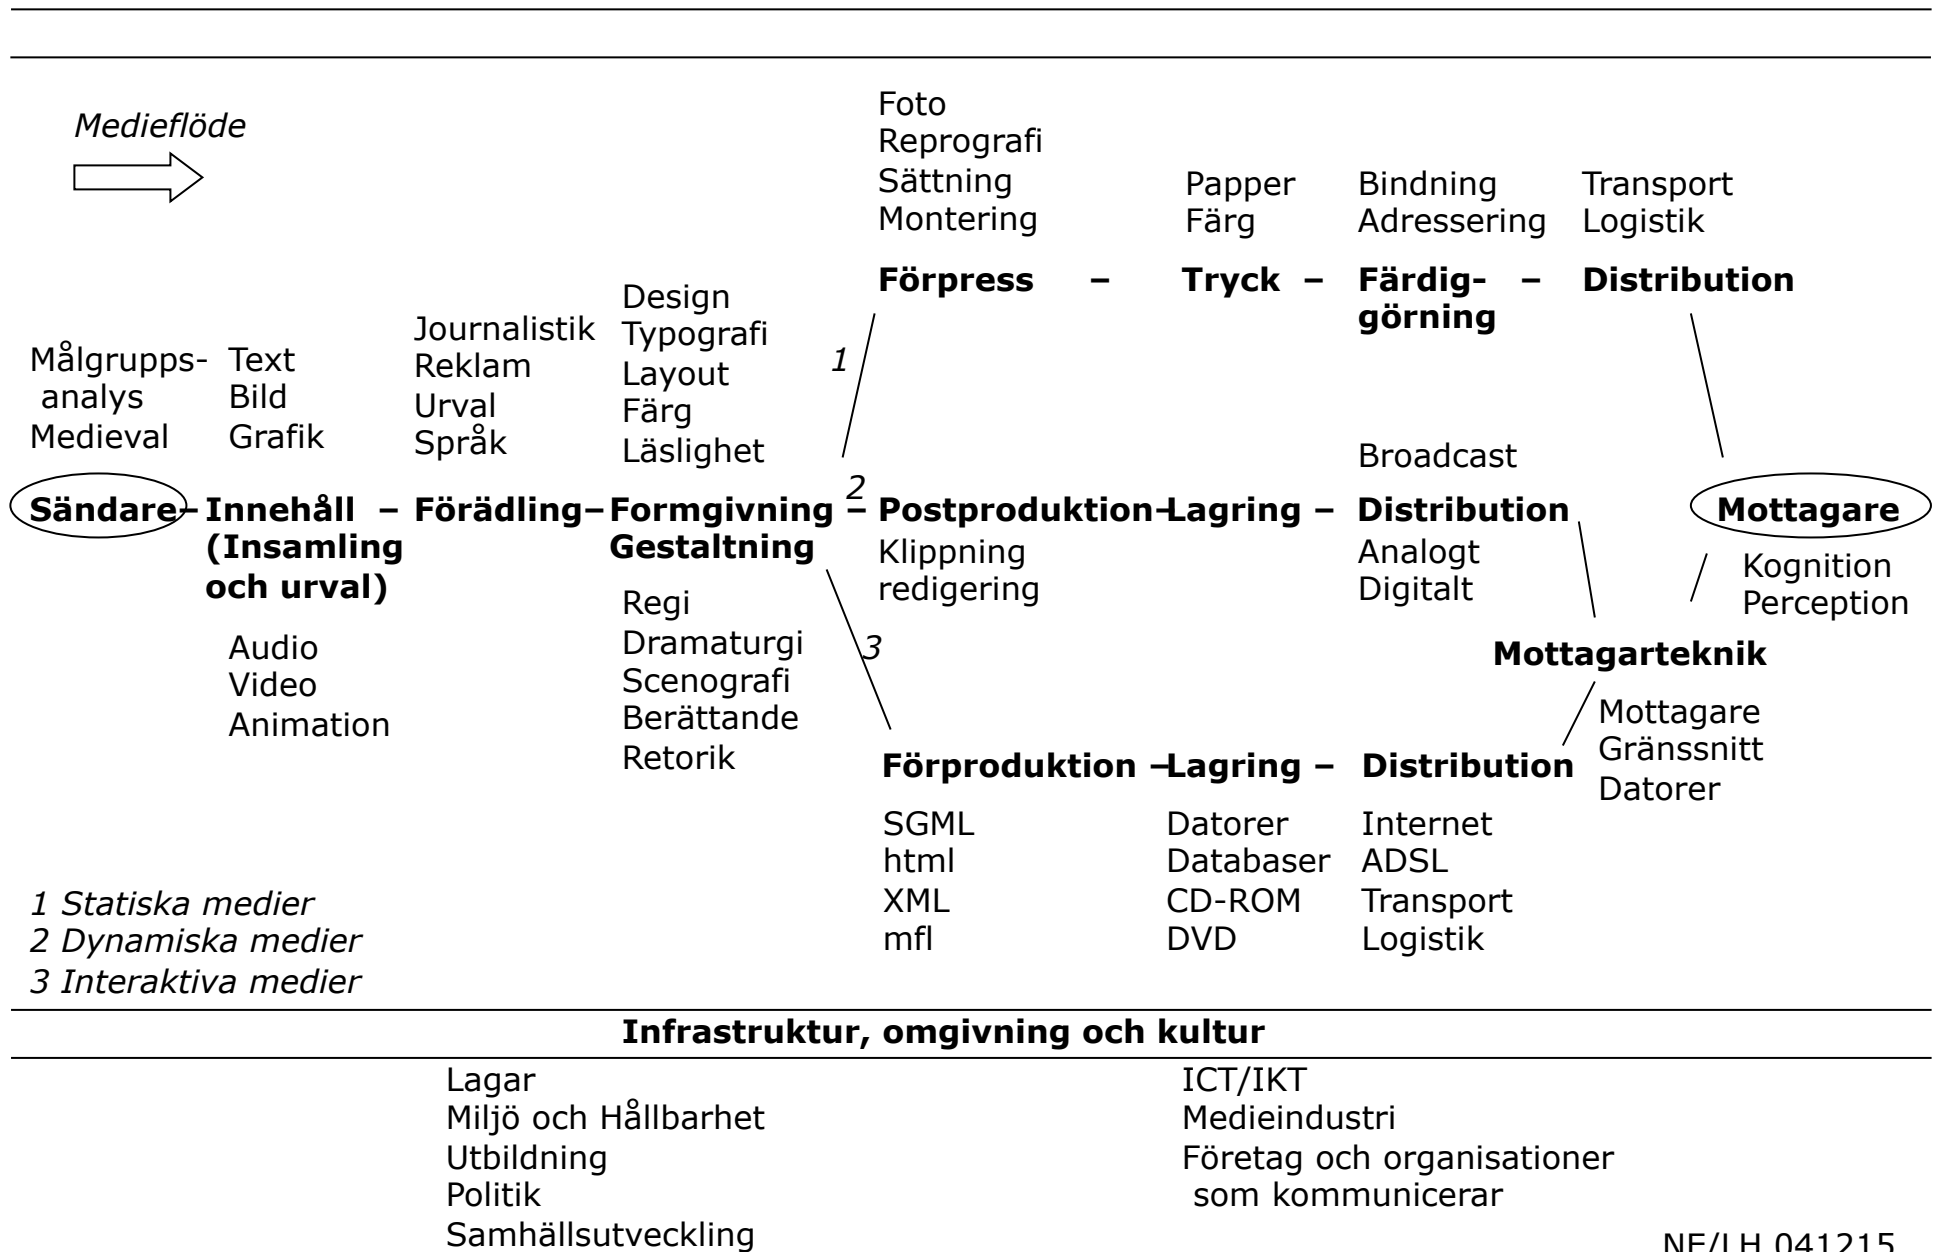 Medieflöde
Foto
Reprografi
Sättning
Montering
Papper
Färg
Bindning
Adressering
Transport
Logistik
Förpress – Tryck – Färdig- – Distribution
görning
Målgrupps-
analys
Medieval
Text
Bild
Grafik
Journalistik
Reklam
Urval
Språk
Design
Typografi
Layout
Färg
Läslighet
1
Broadcast
2
Sändare – Innehåll – Förädling – Formgivning – Postproduktion – Lagring – Distribution Mottagare
(Insamling
och urval)
Gestaltning
Klippning
redigering
Analogt
Digitalt
Kognition
Perception
Audio
Video
Animation
Regi
Dramaturgi
Scenografi
Berättande
Retorik
3
Mottagarteknik
Mottagare
Gränssnitt
Datorer
Förproduktion – Lagring – Distribution
SGML
html
XML
mfl
Datorer
Databaser
CD-ROM
DVD
Internet
ADSL
Transport
Logistik
1 Statiska medier
2 Dynamiska medier
3 Interaktiva medier
Infrastruktur, omgivning och kultur
Lagar
Miljö och Hållbarhet
Utbildning
Politik
Samhällsutveckling
ICT/IKT
Medieindustri
Företag och organisationer
som kommunicerar
NE/LH 041215